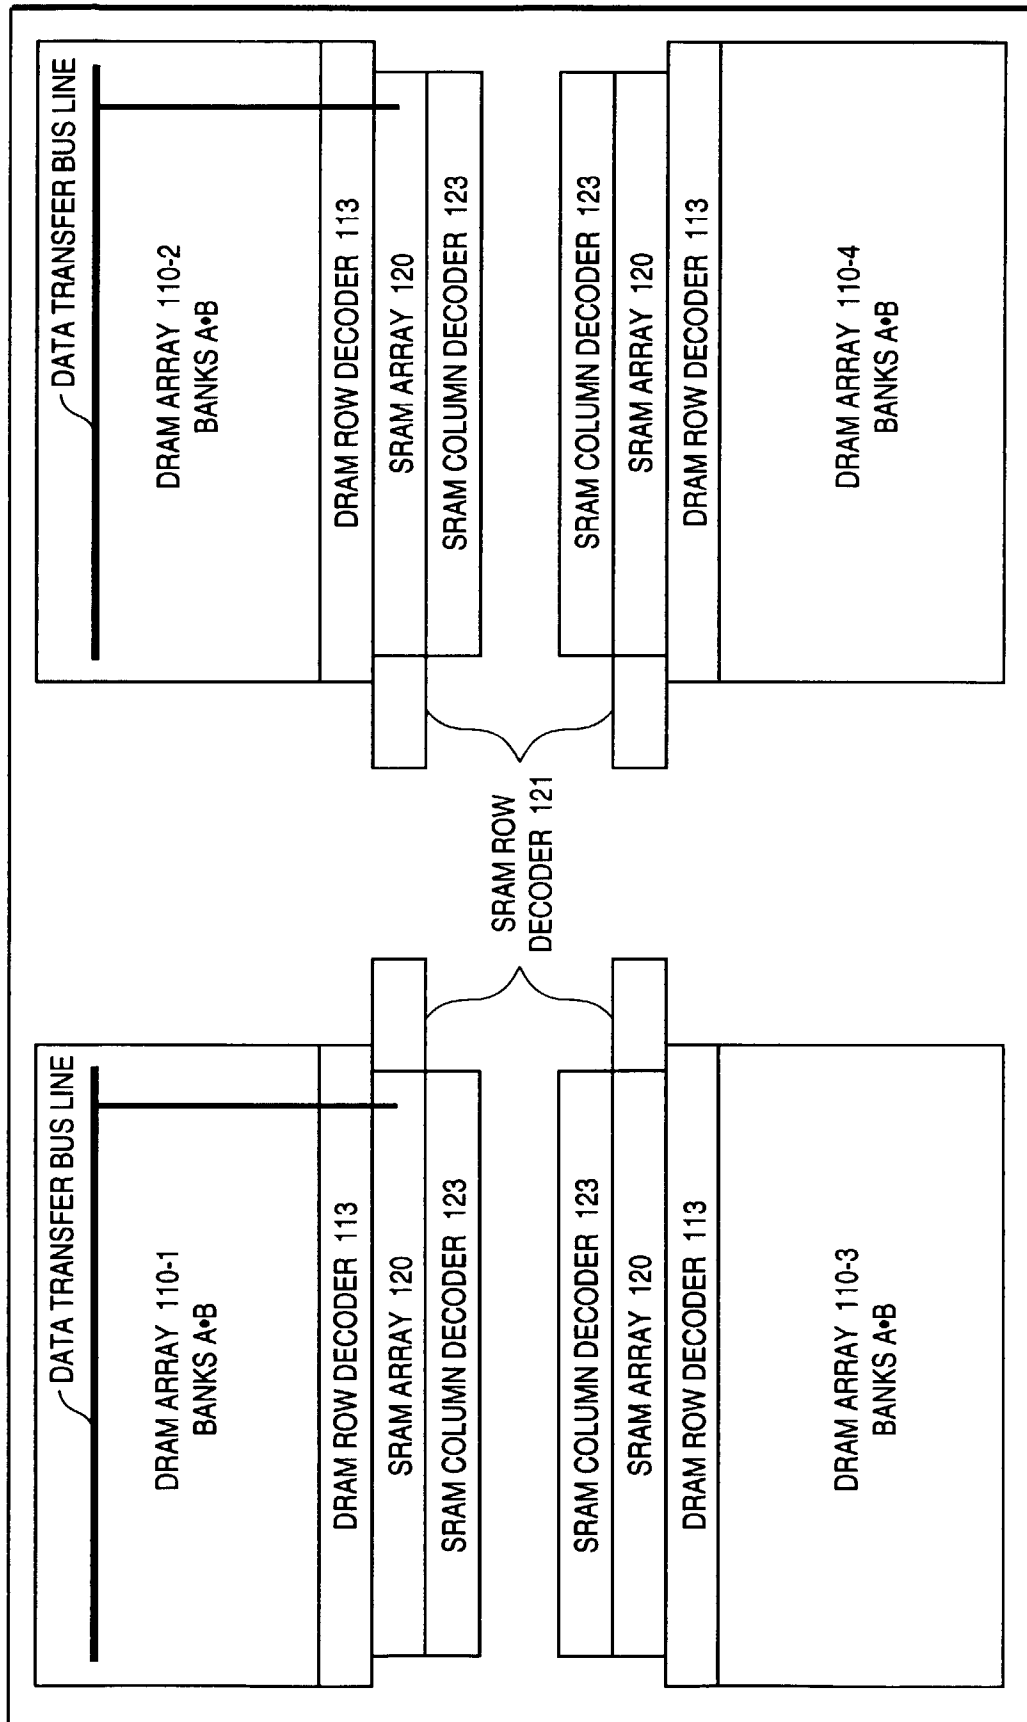 DATA TRANSFER BUS LINE
DRAM ARRAY 110-1
BANKS A•B
DRAM ROW DECODER 113
SRAM ARRAY 120
SRAM COLUMN DECODER 123
DATA TRANSFER BUS LINE
DRAM ARRAY 110-2
BANKS A•B
DRAM ROW DECODER 113
SRAM ARRAY 120
SRAM COLUMN DECODER 123
SRAM ROW
DECODER 121
SRAM COLUMN DECODER 123
SRAM ARRAY 120
DRAM ROW DECODER 113
DRAM ARRAY 110-3
BANKS A•B
SRAM COLUMN DECODER 123
SRAM ARRAY 120
DRAM ROW DECODER 113
DRAM ARRAY 110-4
BANKS A•B